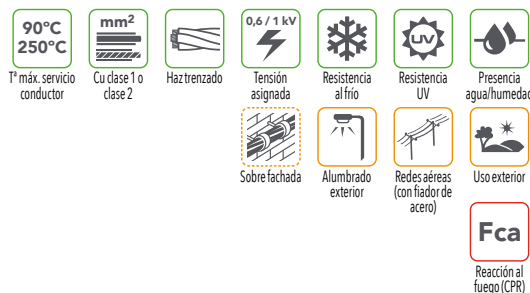 90ºC
250ºC
mm²
0,6 / 1 kV
UV
Tª máx. servicio
conductor
Cu clase 1 o
clase 2
Haz trenzado
Tensión
asignada
Resistencia
al frío
Resistencia
UV
Presencia
agua/humedad
Sobre fachada
Alumbrado
exterior
Redes aéreas
(con fiador de
acero)
Uso exterior
Fca
Reacción al
fuego (CPR)